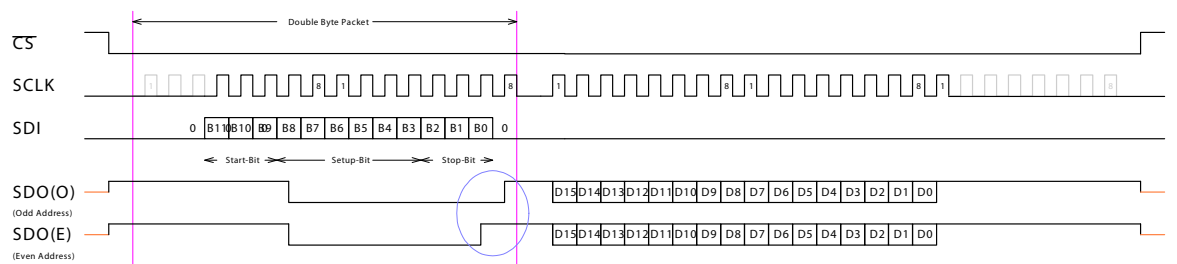 Double Byte Packet
CS
SCLK 1 8 1 8 1 8 1 8 1 8
SDI 0 B11 0 B10 0 B9 B8 B7 B6 B5 B4 B3 B2 B1 B0 0
Start-Bit Setup-Bit Stop-Bit
SDO(O) D15 D14 D13 D12 D11 D10 D9 D8 D7 D6 D5 D4 D3 D2 D1 D0
(Odd Address)
SDO(E) D15 D14 D13 D12 D11 D10 D9 D8 D7 D6 D5 D4 D3 D2 D1 D0
(Even Address)